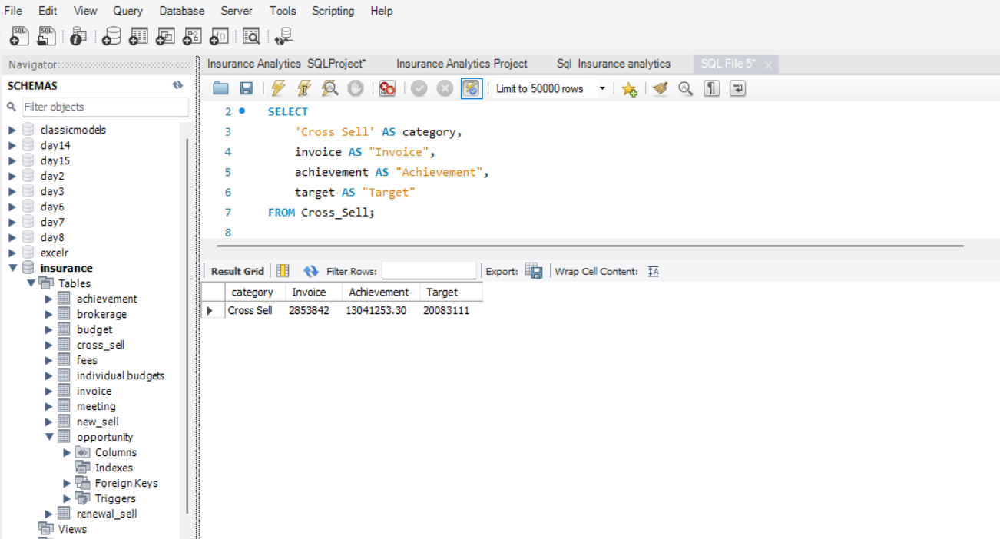 File Edit View Query Database Server Tools Scripting Help
Navigator
Insurance Analytics SQLProject* Insurance Analytics Project Sql Insurance analytics SQL File 5*
SCHEMAS
Limit to 50000 rows
Filter objects
classicmodels
day14
day15
day2
day3
day6
day7
day8
excelr
insurance
Tables
achievement
brokerage
budget
cross_sell
fees
individual budgets
invoice
meeting
new_sell
opportunity
Columns
Indexes
Foreign Keys
Triggers
renewal_sell
Views
2 SELECT
3 'Cross Sell' AS category,
4 invoice AS "Invoice",
5 achievement AS "Achievement",
6 target AS "Target"
7 FROM Cross_Sell;
8
Result Grid Filter Rows: Export: Wrap Cell Content:
category Invoice Achievement Target
Cross Sell 2853842 13041253.30 20083111